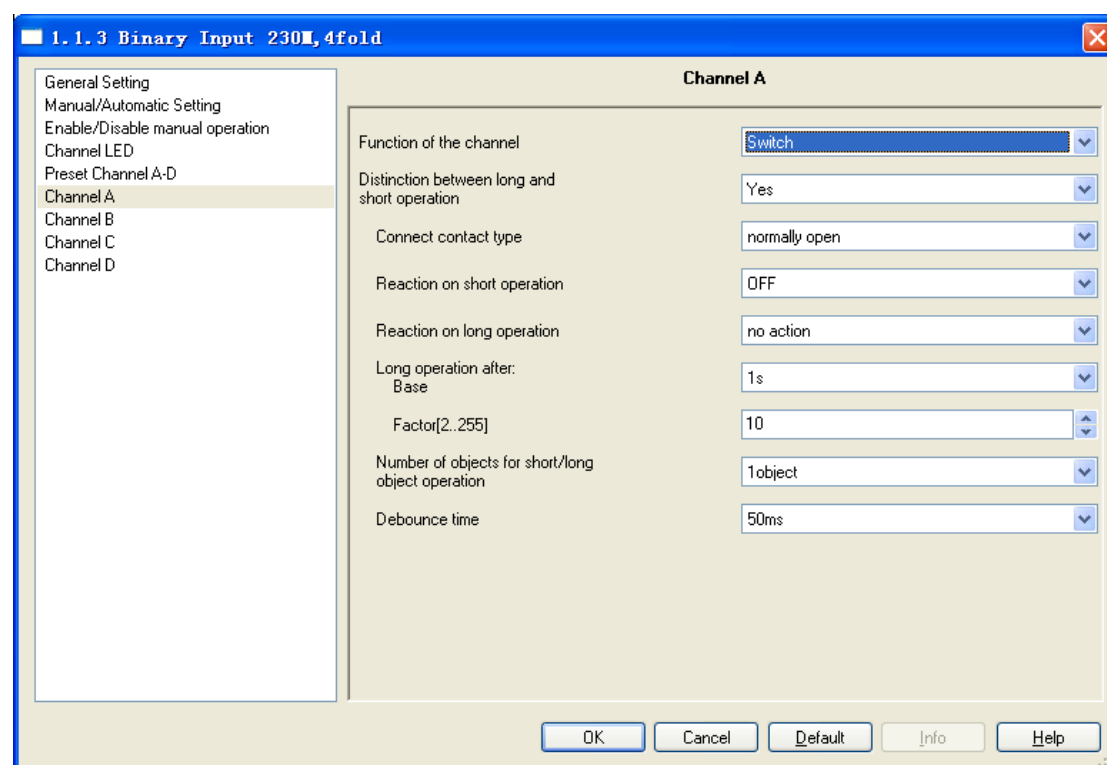 1.1.3 Binary Input 230M,4fold
General Setting
Manual/Automatic Setting
Enable/Disable manual operation
Channel LED
Preset Channel A-D
Channel A
Channel B
Channel C
Channel D
Channel A
Function of the channel
Switch
Distinction between long and
short operation
Yes
Connect contact type
normally open
Reaction on short operation
OFF
Reaction on long operation
no action
Long operation after:
Base
1s
Factor[2..255]
10
Number of objects for short/long
object operation
1object
Debounce time
50ms
OK
Cancel
Default
Info
Help